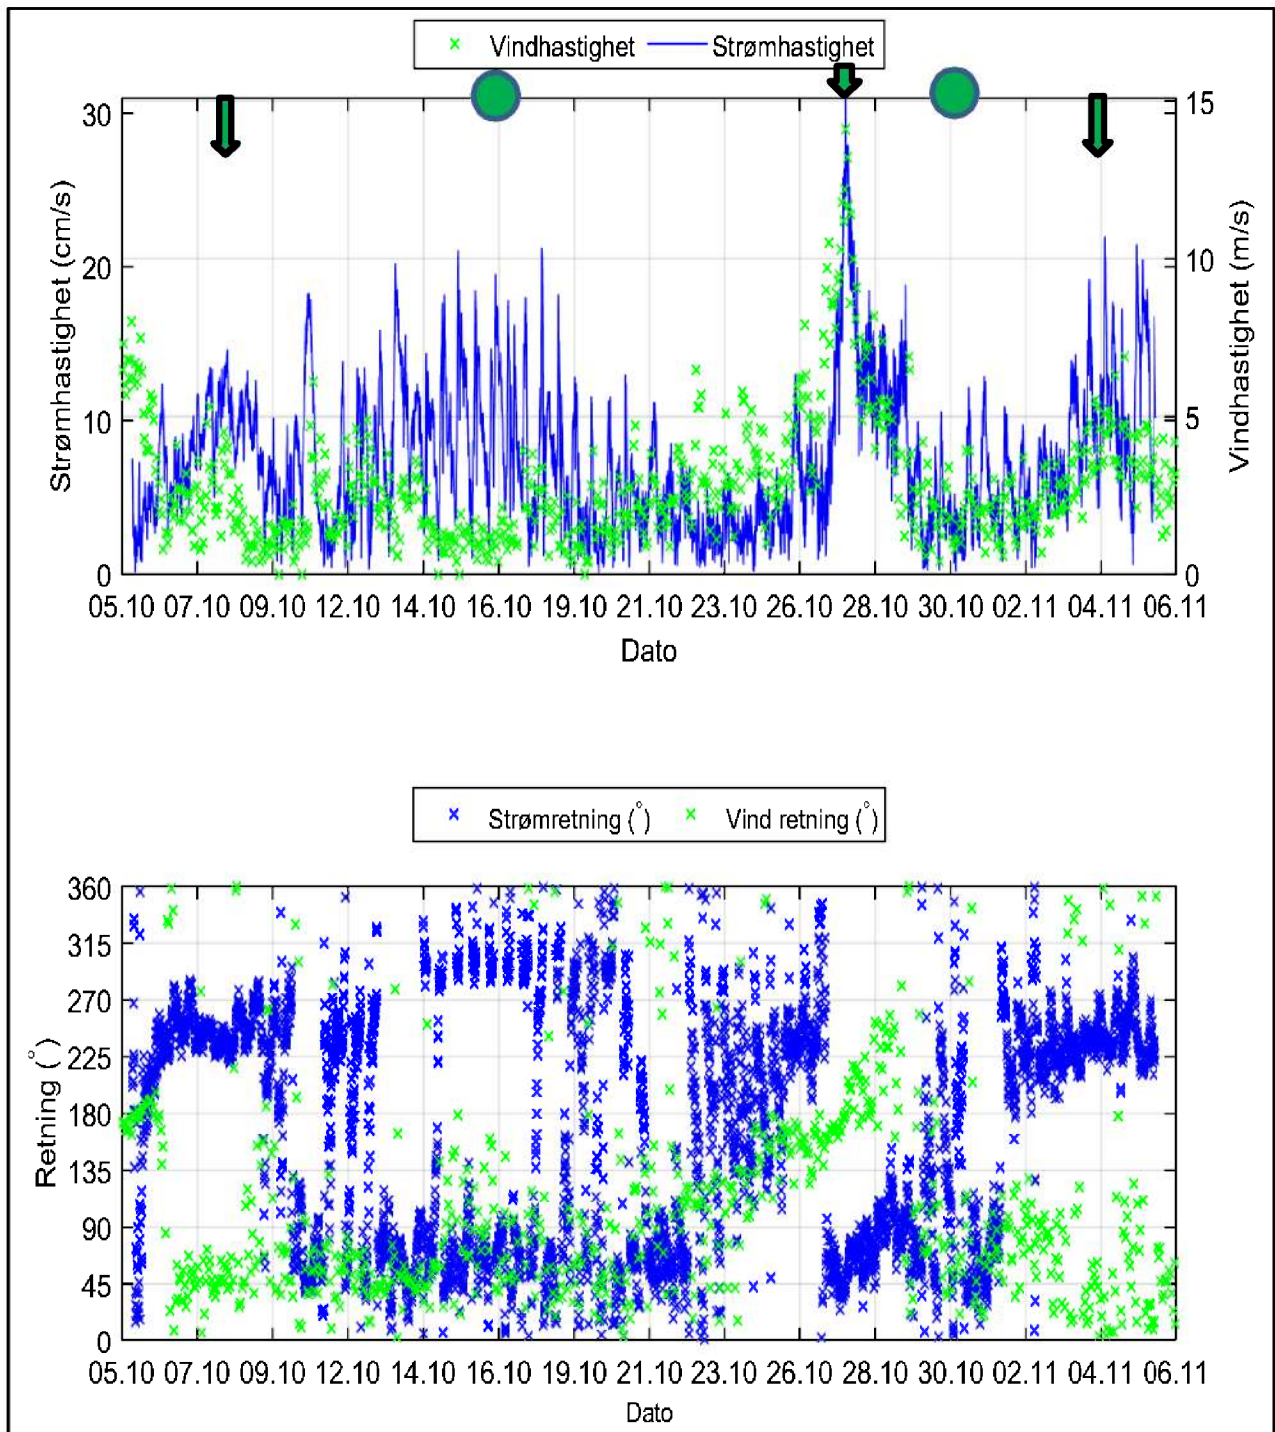 Vindhastighet Strømhastighet
30
20
10
0
Strømhastighet (cm/s)
15
10
5
0
Vindhastighet (m/s)
05.10 07.10 09.10 12.10 14.10 16.10 19.10 21.10 23.10 26.10 28.10 30.10 02.11 04.11 06.11
Dato
Strømretning (°) Vind retning (°)
360
315
270
225
180
135
90
45
0
Retning (°)
05.10 07.10 09.10 12.10 14.10 16.10 19.10 21.10 23.10 26.10 28.10 30.10 02.11 04.11 06.11
Dato